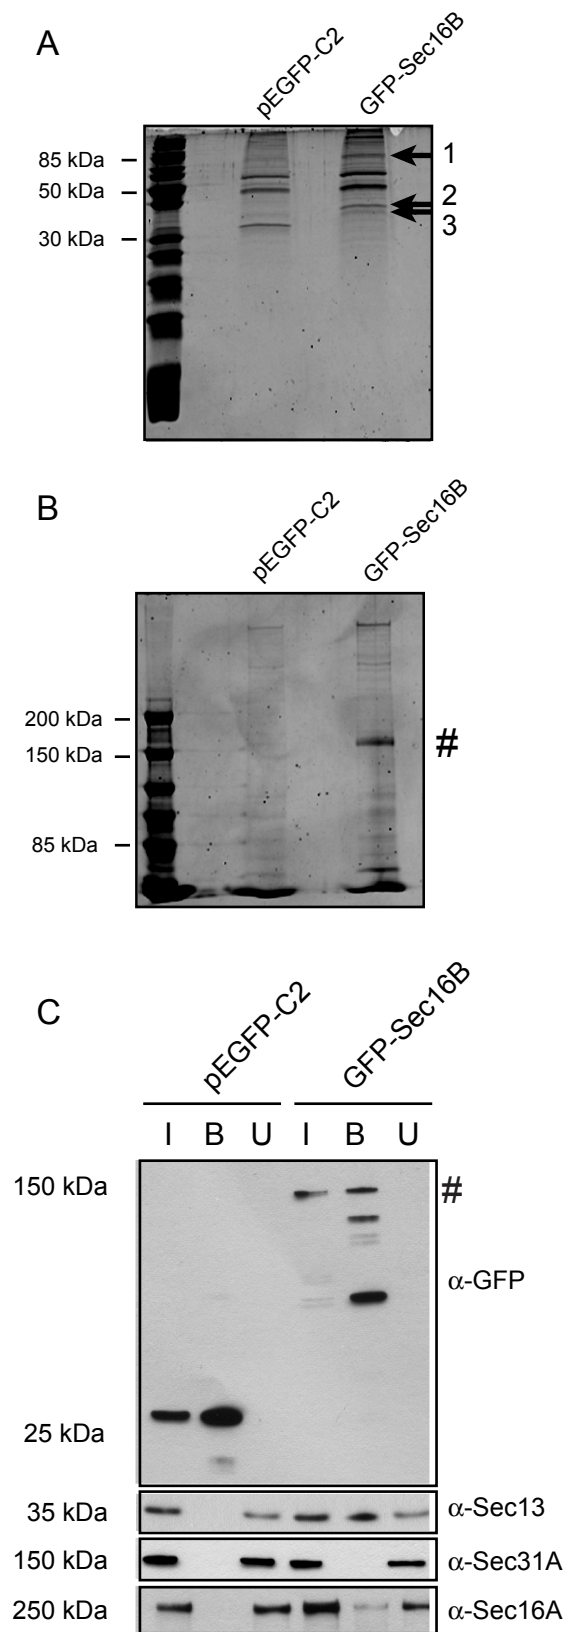 A
pEGFP-C2
GFP-Sec16B
85 kDa
1
50 kDa
2
30 kDa
3
B
pEGFP-C2
GFP-Sec16B
200 kDa
150 kDa
#
85 kDa
C
pEGFP-C2
GFP-Sec16B
I B U I B U
150 kDa
#
α-GFP
25 kDa
35 kDa
α-Sec13
150 kDa
α-Sec31A
250 kDa
α-Sec16A